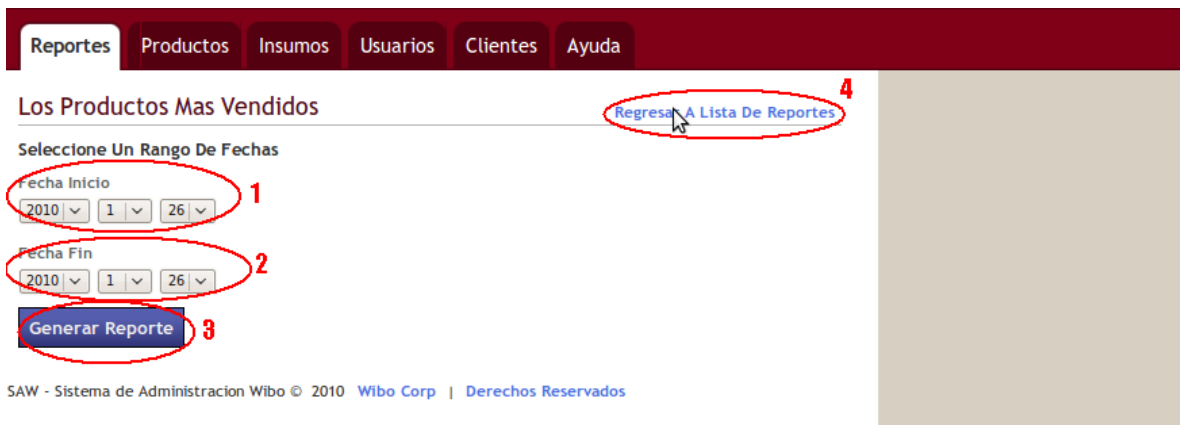 Reportes Productos Insumos Usuarios Clientes Ayuda
4
Los Productos Mas Vendidos Regresar A Lista De Reportes
Seleccione Un Rango De Fechas
Fecha Inicio
1
2010 1 26
Fecha Fin
2
2010 1 26
Generar Reporte 3
SAW - Sistema de Administracion Wibo © 2010 Wibo Corp | Derechos Reservados